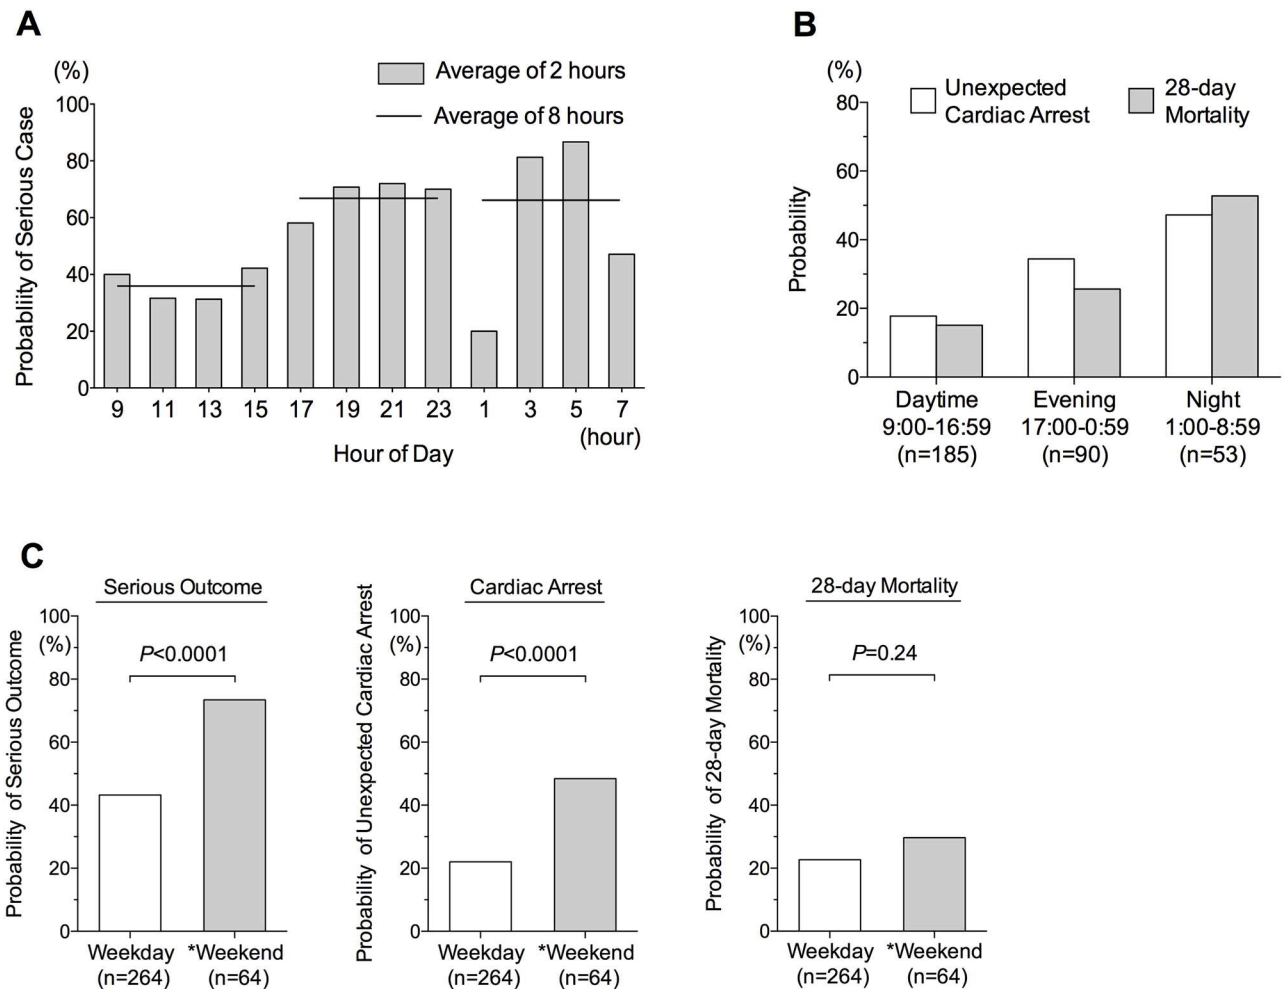 A
(%)
Average of 2 hours
Average of 8 hours
Probabliity of Serious Case
100
80
60
40
20
0
9 11 13 15 17 19 21 23 1 3 5 7
(hour)
Hour of Day
B
(%)
Unexpected
Cardiac Arrest
28-day
Mortality
Probability
80
60
40
20
0
Daytime
9:00-16:59
(n=185)
Evening
17:00-0:59
(n=90)
Night
1:00-8:59
(n=53)
C
Serious Outcome
Probability of Serious Outcome
100
(%)
80
60
40
20
0
P<0.0001
Weekday
(n=264)
*Weekend
(n=64)
Cardiac Arrest
Probability of Unexpected Cardiac Arrest
100
(%)
80
60
40
20
0
P<0.0001
Weekday
(n=264)
*Weekend
(n=64)
28-day Mortality
Probability of 28-day Mortality
100
(%)
80
60
40
20
0
P=0.24
Weekday
(n=264)
*Weekend
(n=64)